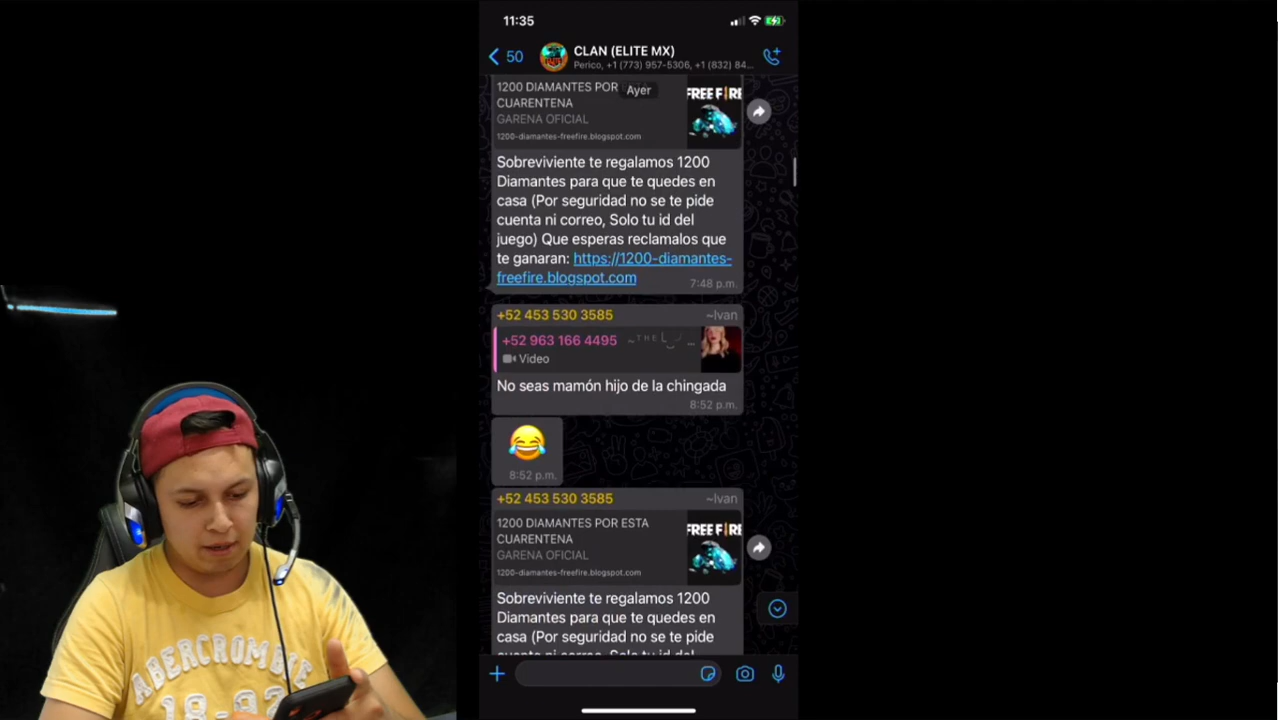 11:35
50
CLAN (ELITE MX)
Perico, +1 (773) 957-5306, +1 (832) 84...
Ayer
1200 DIAMANTES POR
CUARENTENA
GARENA OFICIAL
1200-diamantes-freefire.blogspot.com
FREE FIRE
Sobreviviente te regalamos 1200
Diamantes para que te quedes en
casa (Por seguridad no se te pide
cuenta ni correo, Solo tu id del
juego) Que esperas reclamalos que
te ganaran: https://1200-diamantes-
freefire.blogspot.com
7:48 p.m.
+52 453 530 3585
~Ivan
+52 963 166 4495
Video
No seas mamón hijo de la chingada
8:52 p.m.
8:52 p.m.
+52 453 530 3585
~Ivan
1200 DIAMANTES POR ESTA
CUARENTENA
GARENA OFICIAL
1200-diamantes-freefire.blogspot.com
FREE FIRE
Sobreviviente te regalamos 1200
Diamantes para que te quedes en
casa (Por seguridad no se te pide
ABERCROMBIE
18-92